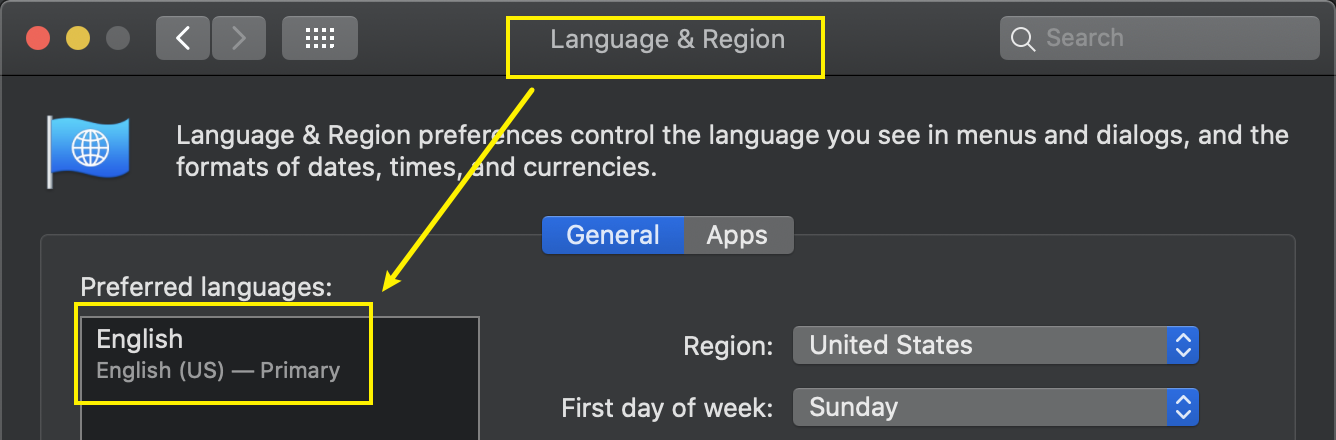 Language & Region
Search
Language & Region preferences control the language you see in menus and dialogs, and the
formats of dates, times, and currencies.
General
Apps
Preferred languages:
English
English (US) — Primary
Region:
United States
First day of week:
Sunday